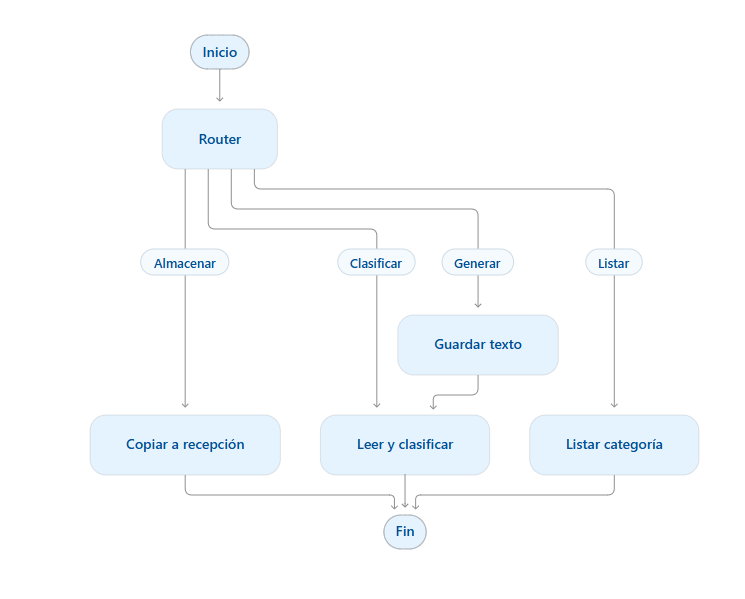 Inicio
Router
Almacenar
Clasificar
Generar
Listar
Guardar texto
Copiar a recepción
Leer y clasificar
Listar categoría
Fin